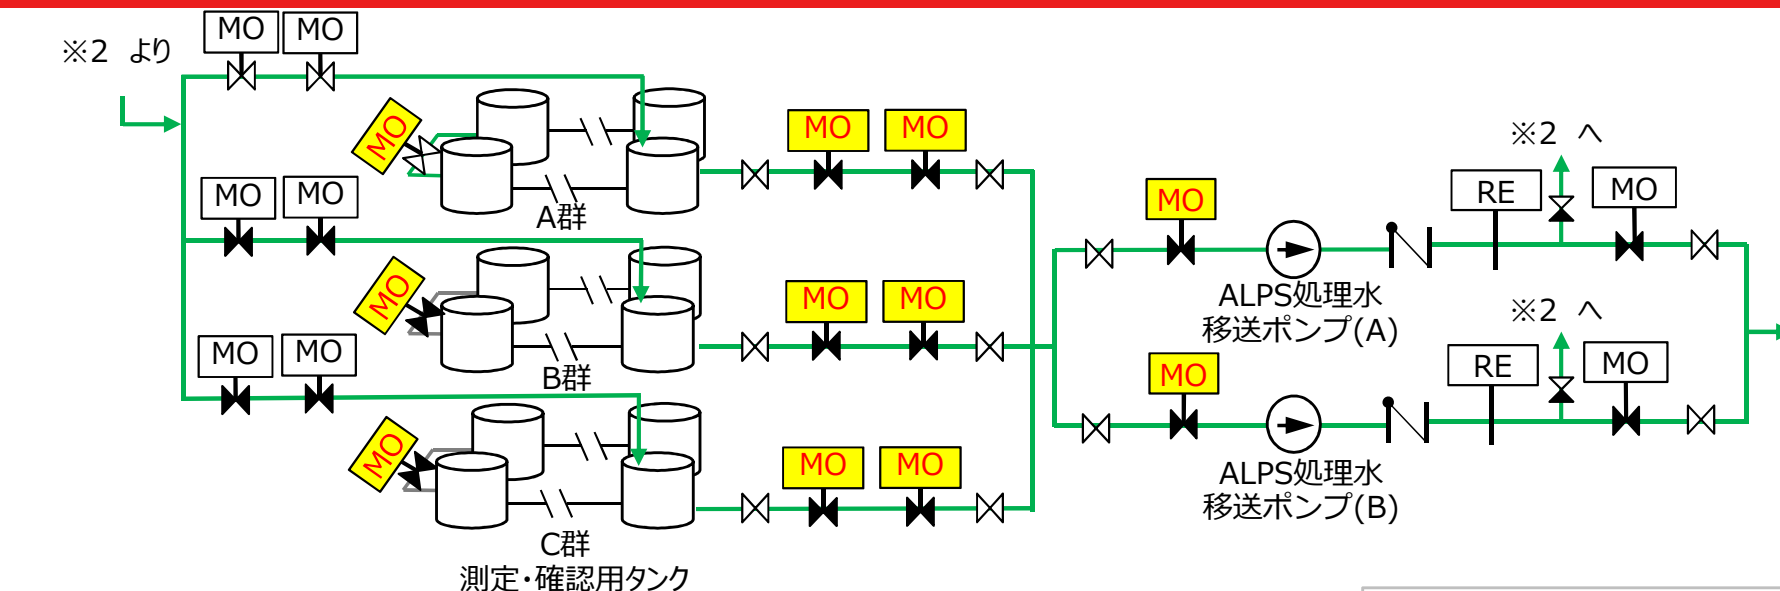 MO MO
※2 より
MO
MO MO
※2 へ
MO
A群
MO MO
MO
RE
MO
MO
MO MO
B群
ALPS処理水
移送ポンプ(A)
※2 へ
MO MO
MO
MO
RE
MO
MO MO
C群
測定・確認用タンク
ALPS処理水
移送ポンプ(B)